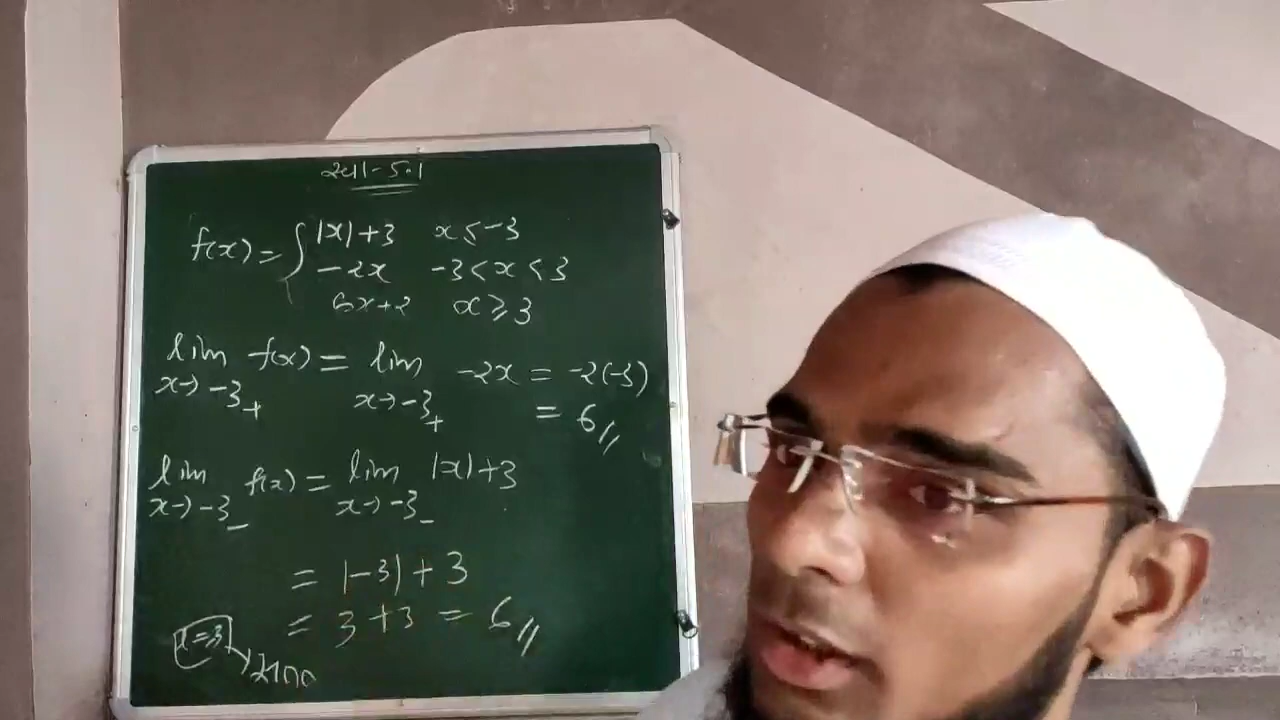 f(x) = { |x|+3 x ≤ -3
-2x -3 < x < 3
6x+2 x ≥ 3
lim x→-3+ f(x) = lim x→-3+ -2x = -2(-3)
= 6//
lim x→-3- f(x) = lim x→-3- |x|+3
= |-3| + 3
= 3+3 = 6//
x=3